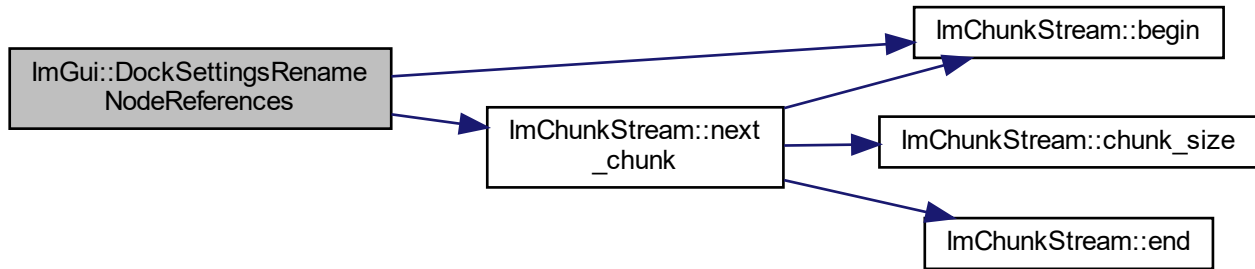 ImGui::DockSettingsRename
NodeReferences
ImChunkStream::begin
ImChunkStream::next
_chunk
ImChunkStream::chunk_size
ImChunkStream::end